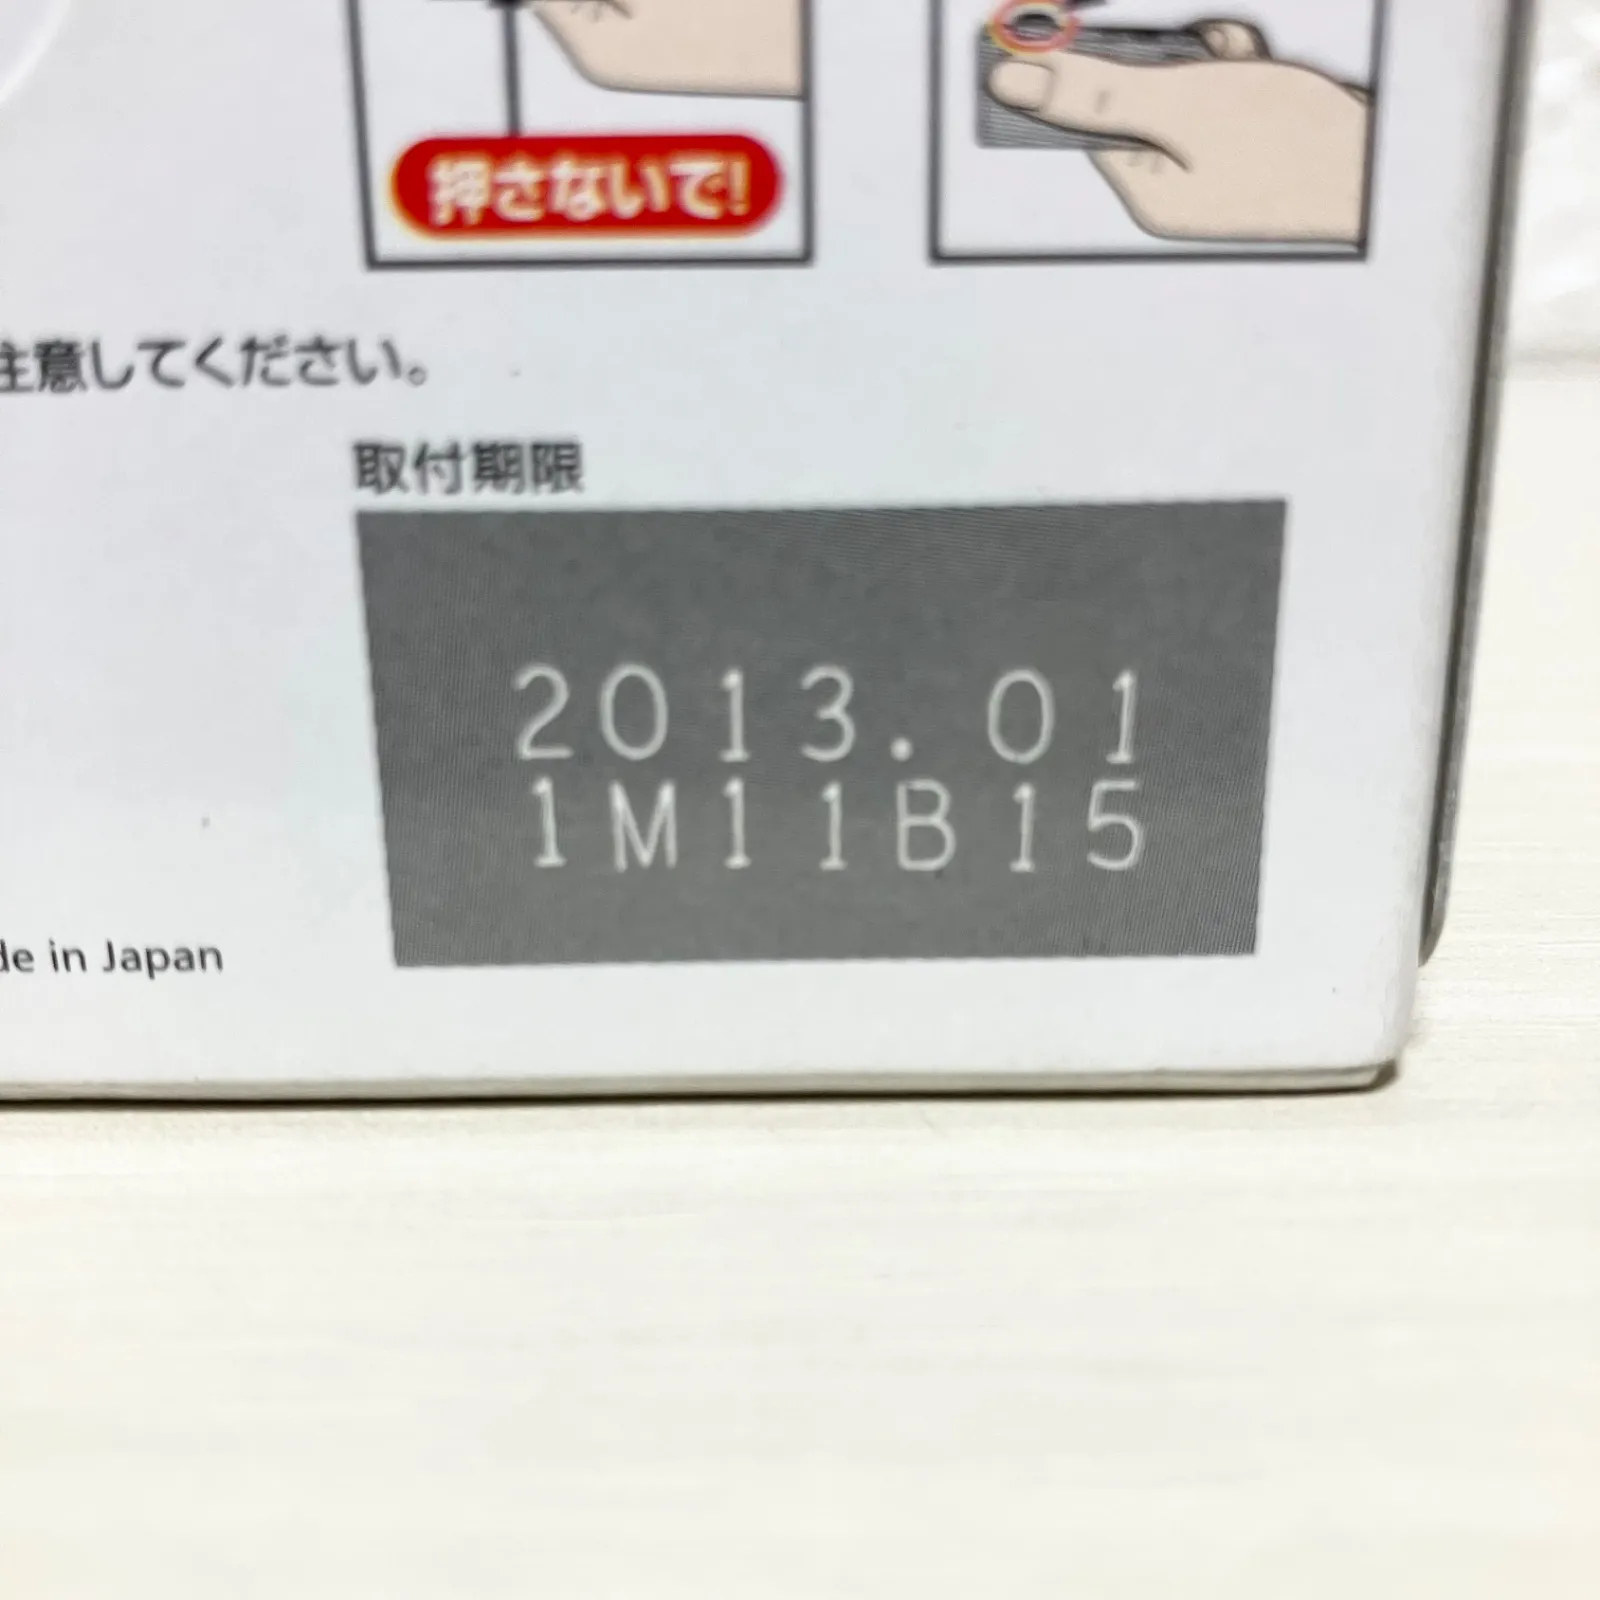 押さないで!
注意してください。
取付期限
2013.01
1M11B15
de in Japan